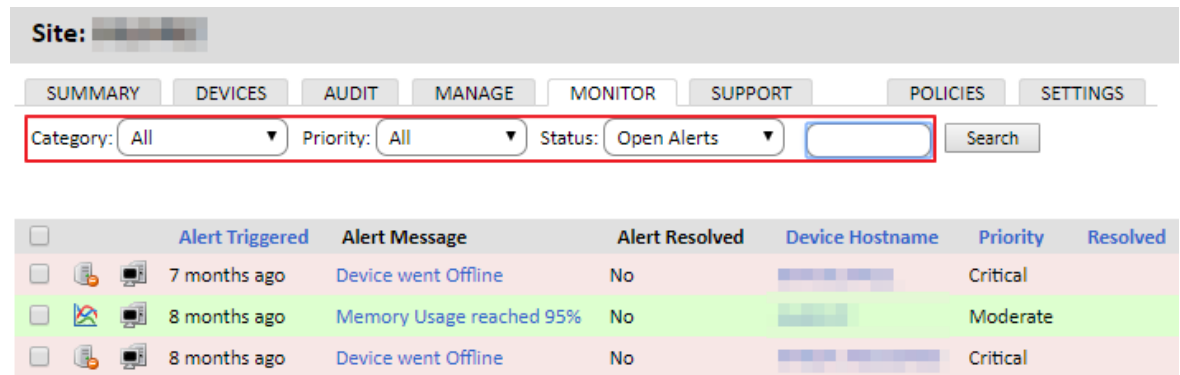 Site:
SUMMARY DEVICES AUDIT MANAGE MONITOR SUPPORT POLICIES SETTINGS
Category: All Priority: All Status: Open Alerts Search
Alert Triggered Alert Message Alert Resolved Device Hostname Priority Resolved
7 months ago Device went Offline No Critical
8 months ago Memory Usage reached 95% No Moderate
8 months ago Device went Offline No Critical